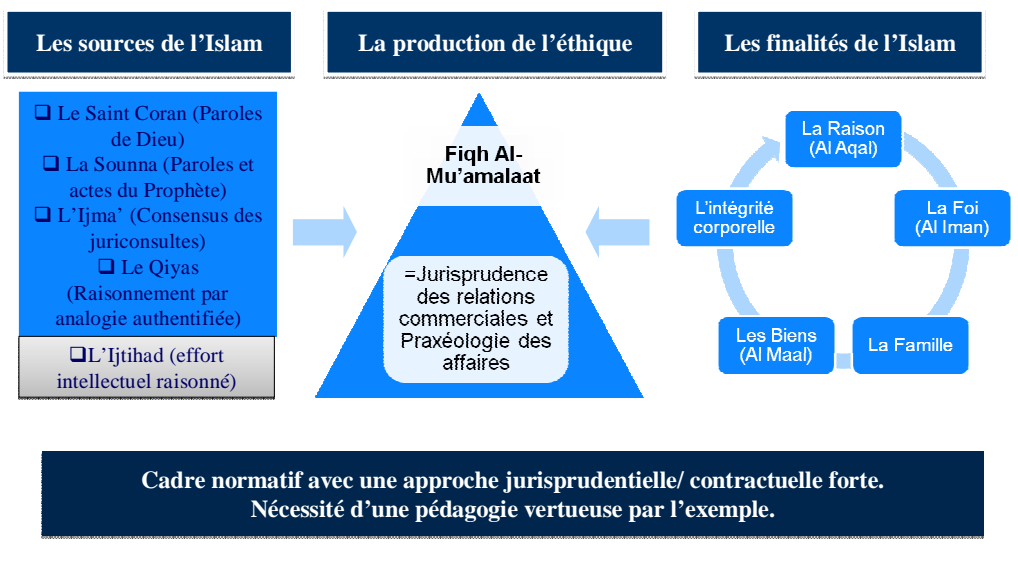 Les sources de l’Islam
❑ Le Saint Coran (Paroles
de Dieu)
❑ La Sounna (Paroles et
actes du Prophète)
❑ L’Ijma’ (Consensus des
juriconsultes)
❑ Le Qiyas
(Raisonnement par
analogie authentifiée)
❑L’Ijtihad (effort
intellectuel raisonné)
La production de l’éthique
Fiqh Al-
Mu’amalaat
=Jurisprudence
des relations
commerciales et
Praxéologie des
affaires
Les finalités de l’Islam
La Raison
(Al Aqal)
La Foi
(Al Iman)
La Famille
Les Biens
(Al Maal)
L’intégrité
corporelle
Cadre normatif avec une approche jurisprudentielle/ contractuelle forte.
Nécessité d’une pédagogie vertueuse par l’exemple.